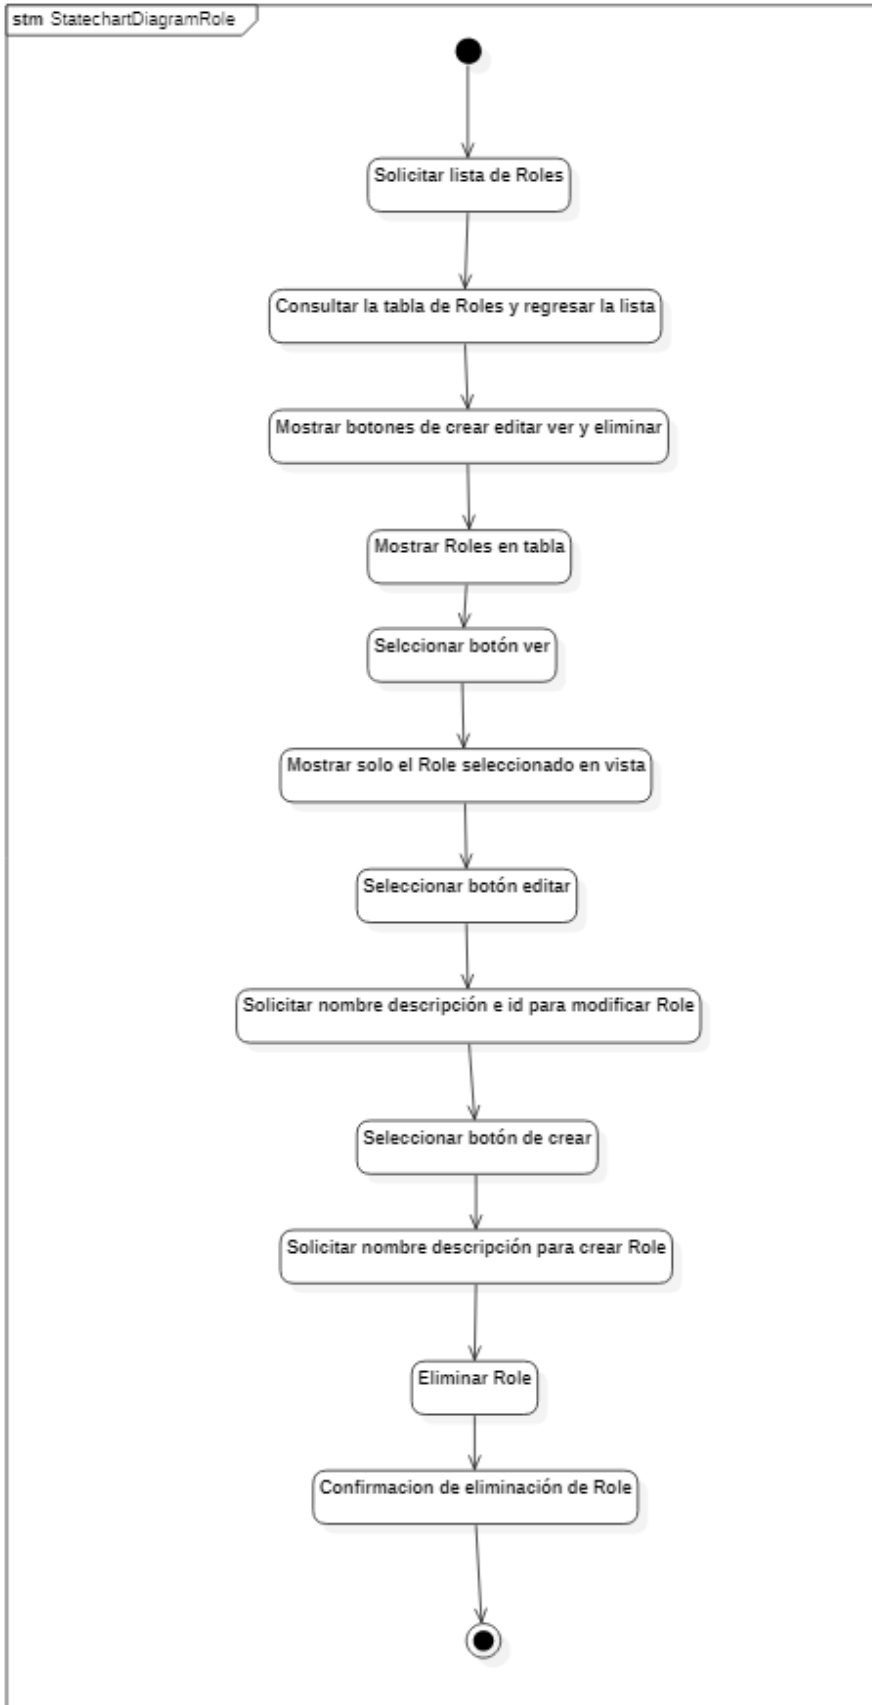 stm StatechartDiagramRole
Solicitar lista de Roles
Consultar la tabla de Roles y regresar la lista
Mostrar botones de crear editar ver y eliminar
Mostrar Roles en tabla
Selccionar botón ver
Mostrar solo el Role seleccionado en vista
Seleccionar botón editar
Solicitar nombre descripción e id para modificar Role
Seleccionar botón de crear
Solicitar nombre descripción para crear Role
Eliminar Role
Confirmacion de eliminación de Role